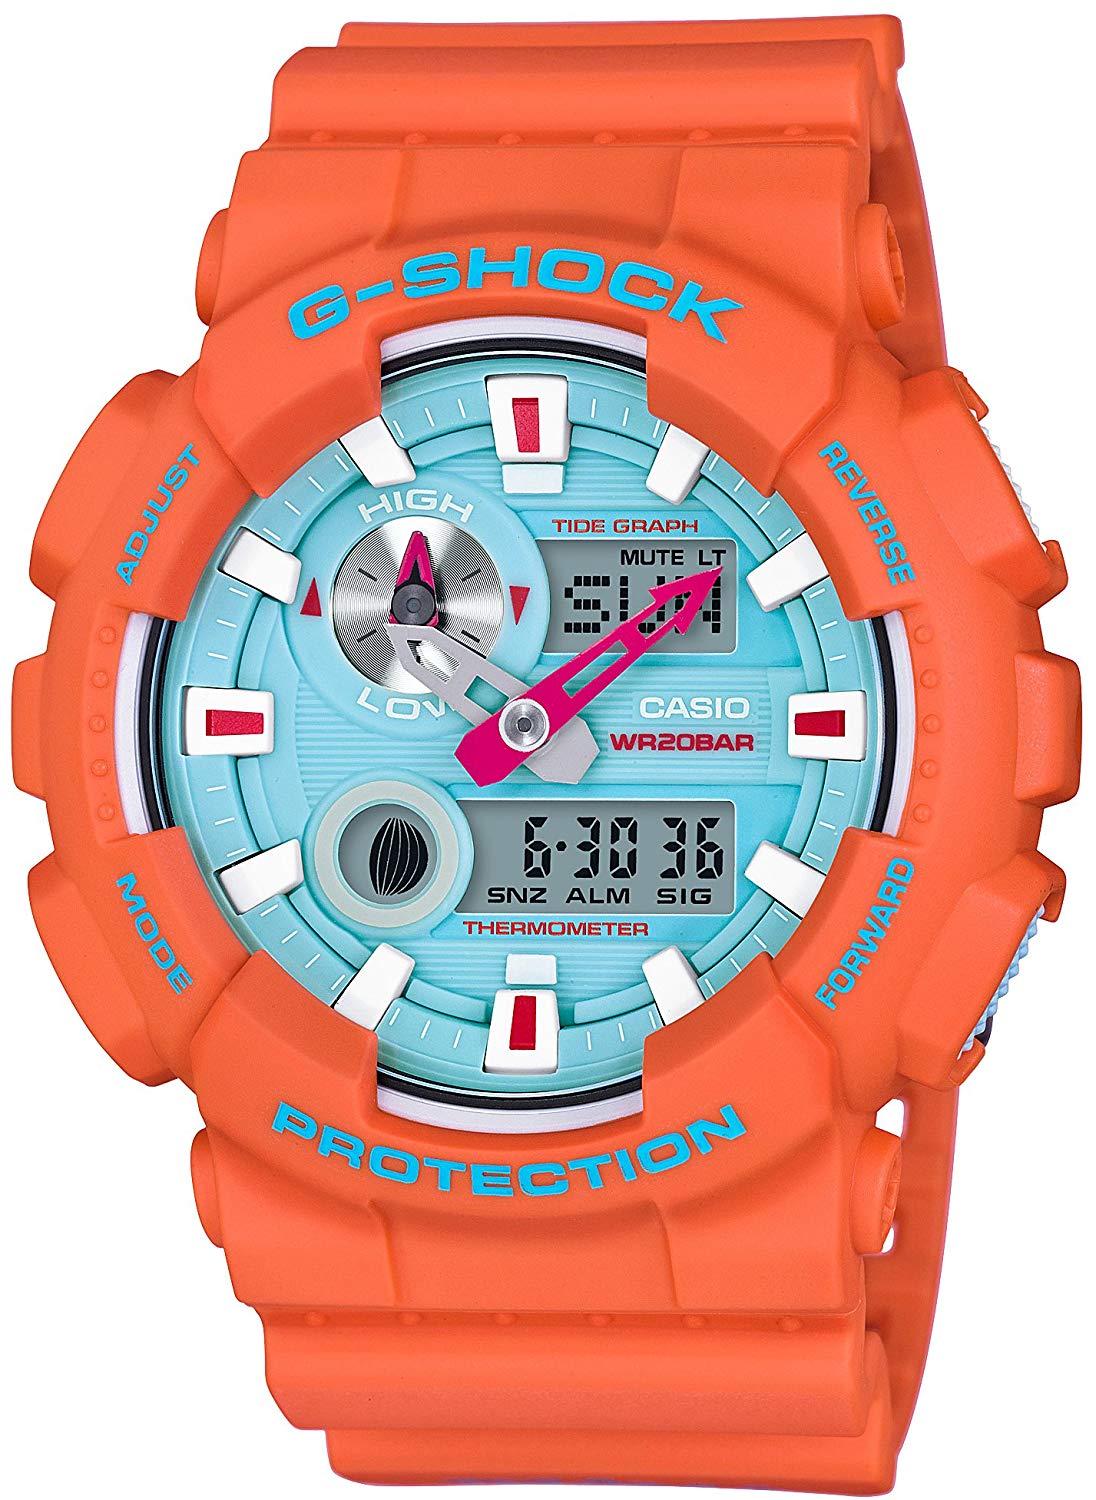 G-SHOCK
ADJUST
REVERSE
HIGH
TIDE GRAPH
MUTE LT
SUN
LOW
CASIO
WR20BAR
6·30 36
SNZ ALM SIG
THERMOMETER
MODE
FORWARD
PROTECTION